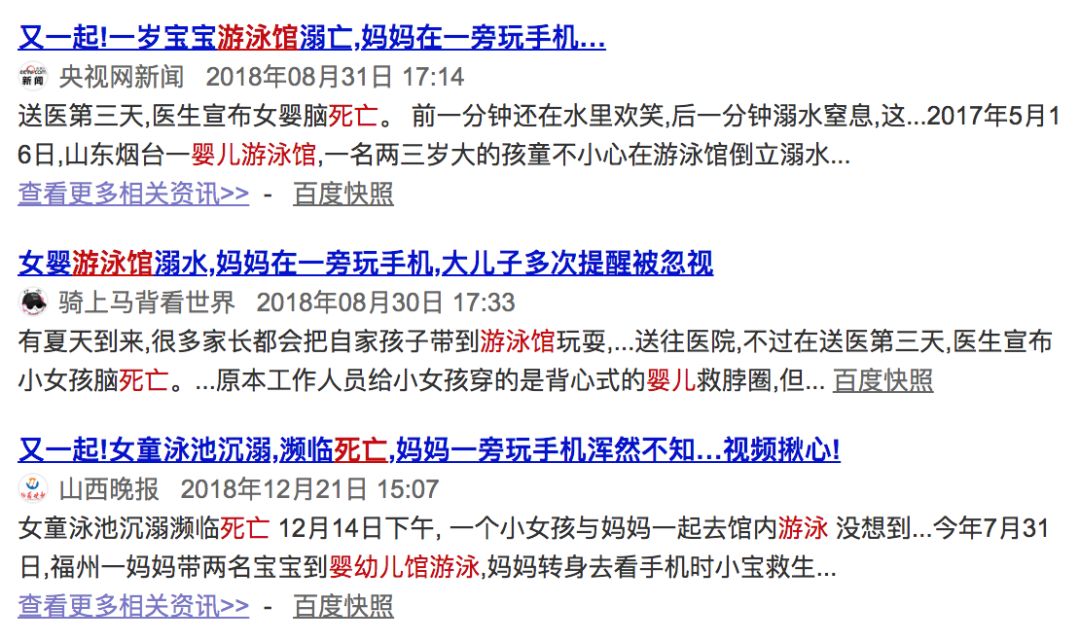 又一起!一岁宝宝游泳馆溺亡,妈妈在一旁玩手机...
央视网新闻 2018年08月31日 17:14
送医第三天,医生宣布女婴脑死亡。 前一分钟还在水里欢笑,后一分钟溺水窒息,这...2017年5月1
6日,山东烟台一婴儿游泳馆,一名两三岁大的孩童不小心在游泳馆倒立溺水...
查看更多相关资讯>> - 百度快照
女婴游泳馆溺水,妈妈在一旁玩手机,大儿子多次提醒被忽视
骑上马背看世界 2018年08月30日 17:33
有夏天到来,很多家长都会把自家孩子带到游泳馆玩耍,...送往医院,不过在送医第三天,医生宣布
小女孩脑死亡。...原本工作人员给小女孩穿的是背心式的婴儿救脖圈,但... 百度快照
又一起!女童泳池沉溺,濒临死亡,妈妈一旁玩手机浑然不知...视频揪心!
山西晚报 2018年12月21日 15:07
女童泳池沉溺濒临死亡 12月14日下午, 一个小女孩与妈妈一起去馆内游泳 没想到...今年7月31
日,福州一妈妈带两名宝宝到婴幼儿馆游泳,妈妈转身去看手机时小宝救生...
查看更多相关资讯>> - 百度快照